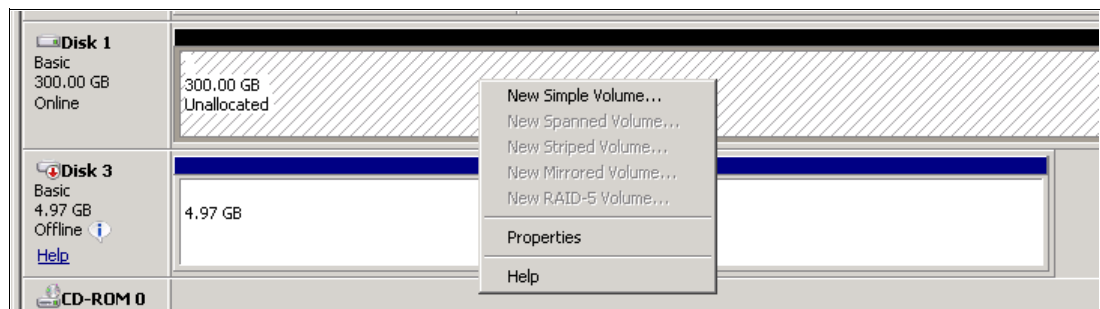 Disk 1
Basic
300.00 GB
Online
300.00 GB
Unallocated
New Simple Volume...
New Spanned Volume...
New Striped Volume...
New Mirrored Volume...
New RAID-5 Volume...
Properties
Help
Disk 3
Basic
4.97 GB
Offline
Help
4.97 GB
CD-ROM 0